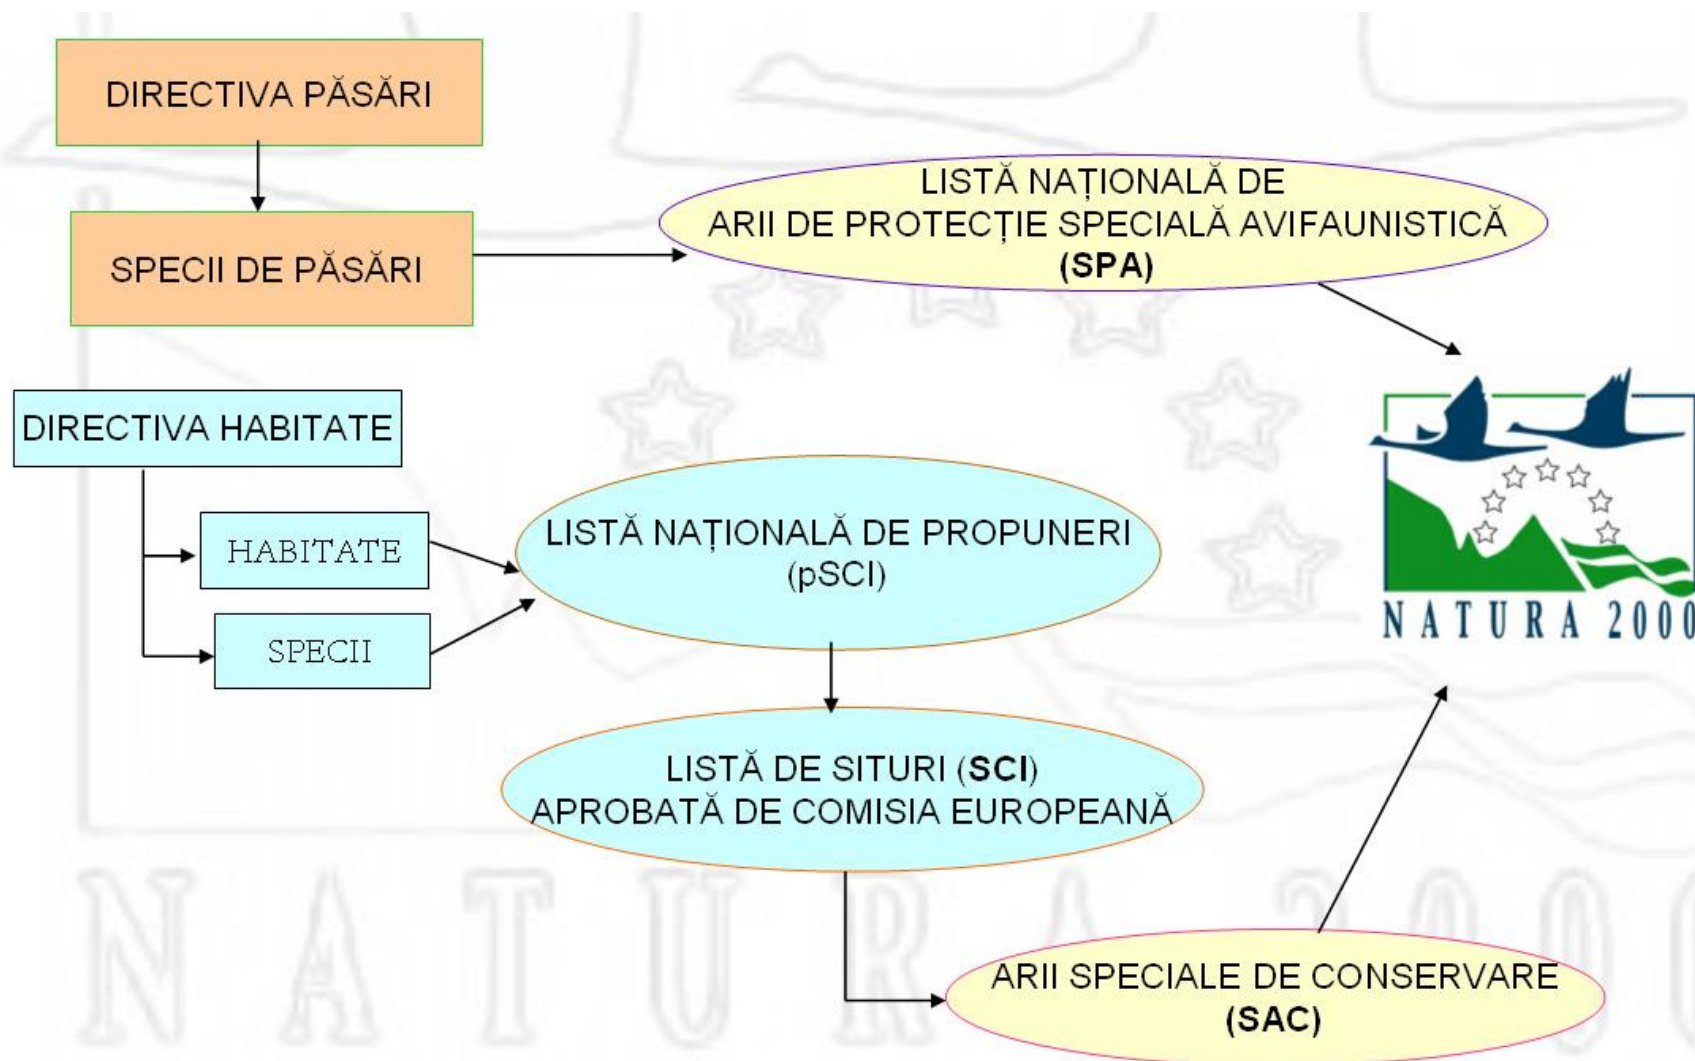 DIRECTIVA PĂSĂRI
SPECII DE PĂSĂRI
LISTĂ NAȚIONALĂ DE
ARII DE PROTECȚIE SPECIALĂ AVIFAUNISTICĂ
(SPA)
DIRECTIVA HABITATE
HABITATE
SPECII
LISTĂ NAȚIONALĂ DE PROPUNERI
(pSCI)
NATURA 2000
LISTĂ DE SITURI (SCI)
APROBATĂ DE COMISIA EUROPEANĂ
ARII SPECIALE DE CONSERVARE
(SAC)
NATURA 2000